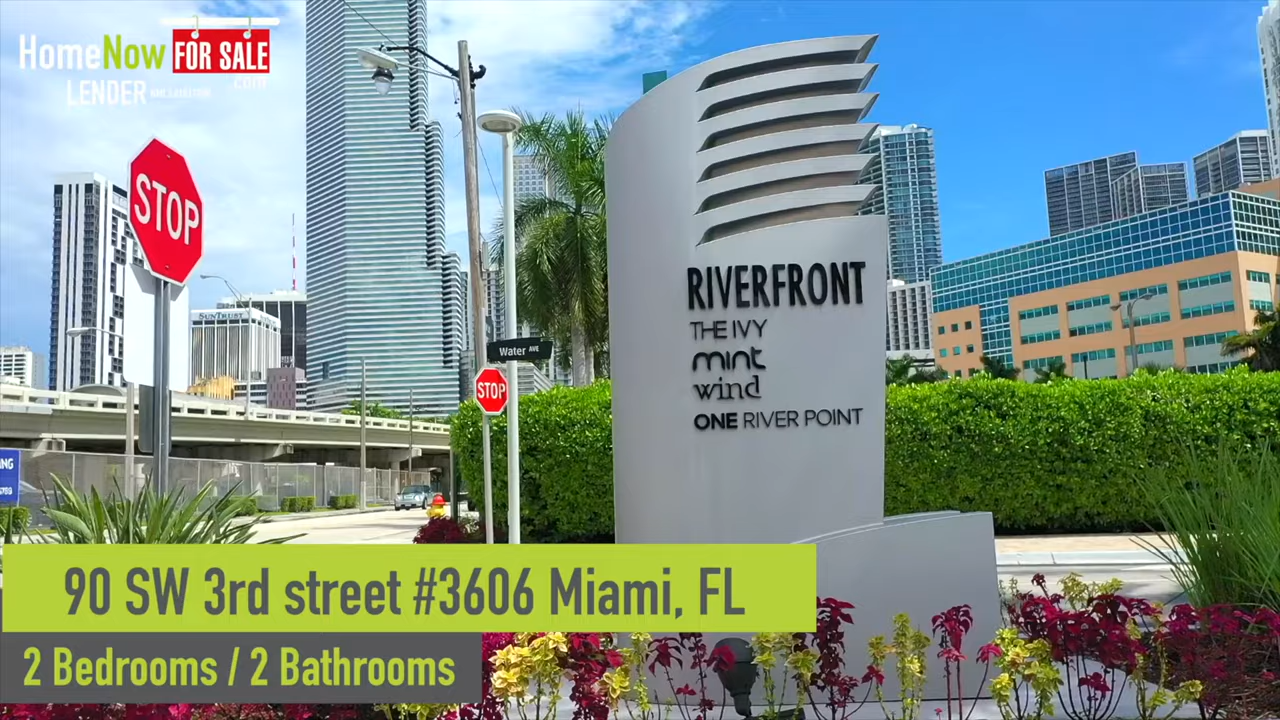 HomeNow FOR SALE
.com
LENDER
STOP
SUNTRUST
Water AVE
STOP
RIVERFRONT
THE IVY
mint
wind
ONE RIVER POINT
90 SW 3rd street #3606 Miami, FL
2 Bedrooms / 2 Bathrooms